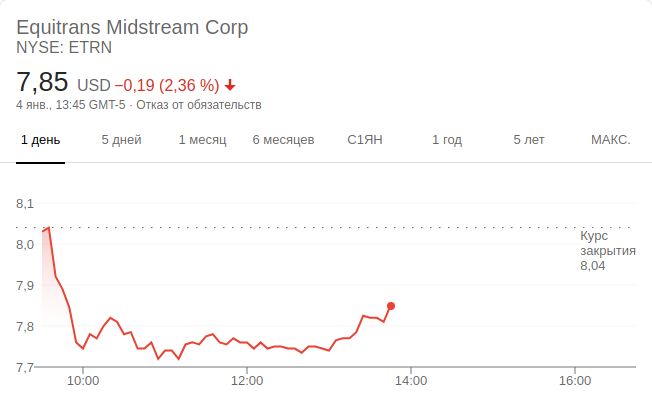 Equitrans Midstream Corp
NYSE: ETRN
7,85 USD −0,19 (2,36 %)
4 янв., 13:45 GMT-5 · Отказ от обязательств
1 день 5 дней 1 месяц 6 месяцев С1ЯН 1 год 5 лет МАКС.
8,1
8,0
7,9
7,8
7,7
Курс
закрытия
8,04
10:00 12:00 14:00 16:00